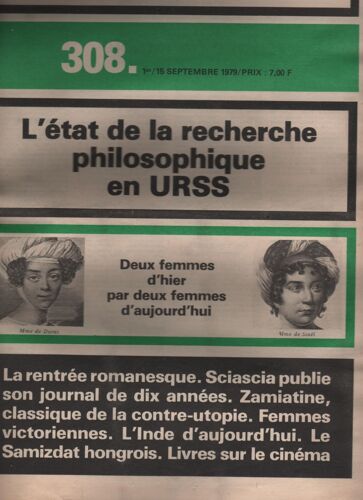 308.
1er/15 SEPTEMBRE 1979/PRIX : 7,00 F
L'état de la recherche
philosophique
en URSS
Deux femmes
d'hier
par deux femmes
d'aujourd'hui
Mme de Duras
Mme de Staël
La rentrée romanesque. Sciascia publie
son journal de dix années. Zamiatine,
classique de la contre-utopie. Femmes
victoriennes. L'Inde d'aujourd'hui. Le
Samizdat hongrois. Livres sur le cinéma